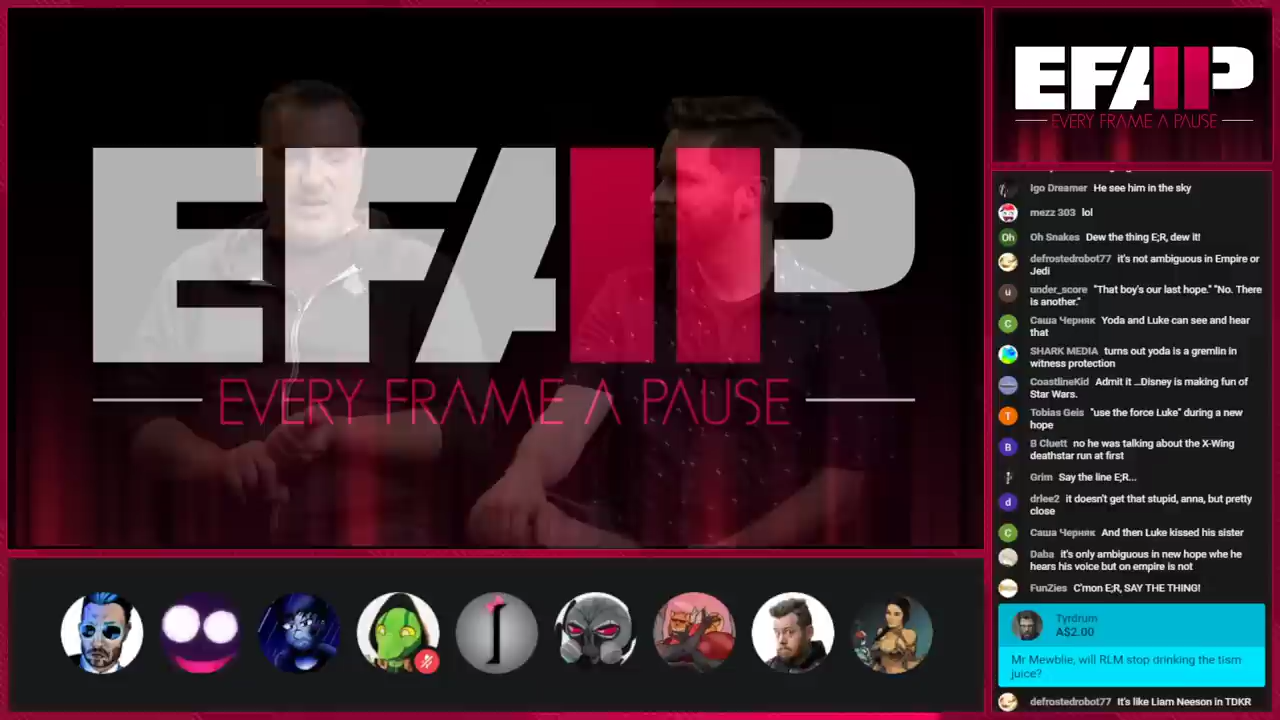 EFAP
EVERY FRAME A PAUSE
EFAP
EVERY FRAME A PAUSE
Igo Dreamer He see him in the sky
mezz 303 lol
Oh
Oh Snakes Dew the thing E;R, dew it!
defrostedrobot77 it's not ambiguous in Empire or
Jedi
u
under_score "That boy's our last hope." "No. There
is another."
C
Саша Черняк Yoda and Luke can see and hear
that
SHARK MEDIA turns out yoda is a gremlin in
witness protection
CoastlineKid Admit it ...Disney is making fun of
Star Wars.
T
Tobias Geis "use the force Luke" during a new
hope
B
B Cluett no he was talking about the X-Wing
deathstar run at first
Grim Say the line E;R...
d
drlee2 it doesn't get that stupid, anna, but pretty
close
C
Саша Черняк And then Luke kissed his sister
Daba it's only ambiguous in new hope whe he
hears his voice but on empire is not
FunZies C'mon E;R, SAY THE THING!
Tyrdrum
A$2.00
Mr Mewblie, will RLM stop drinking the tism
juice?
defrostedrobot77 It's like Liam Neeson in TDKR